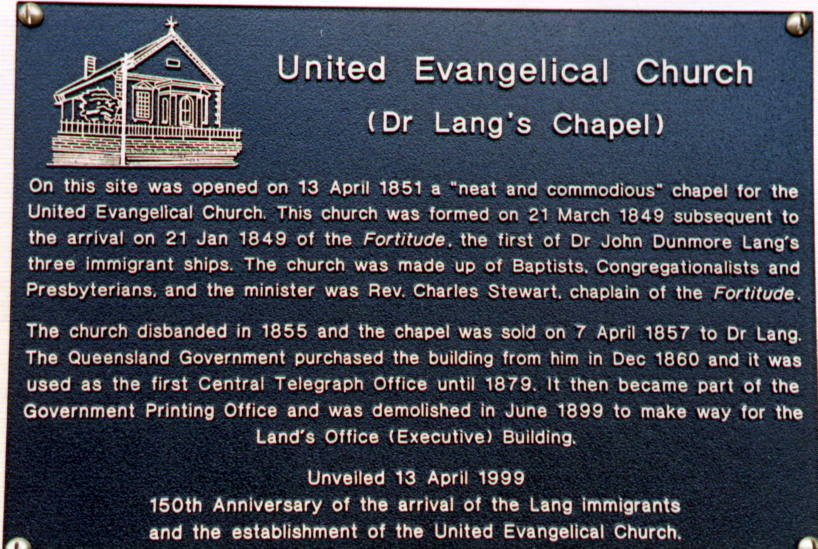 United Evangelical Church
(Dr Lang's Chapel)
On this site was opened on 13 April 1851 a "neat and commodious" chapel for the
United Evangelical Church. This church was formed on 21 March 1849 subsequent to
the arrival on 21 Jan 1849 of the Fortitude, the first of Dr John Dunmore Lang's
three immigrant ships. The church was made up of Baptists, Congregationalists and
Presbyterians, and the minister was Rev. Charles Stewart, chaplain of the Fortitude.
The church disbanded in 1855 and the chapel was sold on 7 April 1857 to Dr Lang.
The Queensland Government purchased the building from him in Dec 1860 and it was
used as the first Central Telegraph Office until 1879. It then became part of the
Government Printing Office and was demolished in June 1899 to make way for the
Land's Office (Executive) Building.
Unveiled 13 April 1999
150th Anniversary of the arrival of the Lang immigrants
and the establishment of the United Evangelical Church.